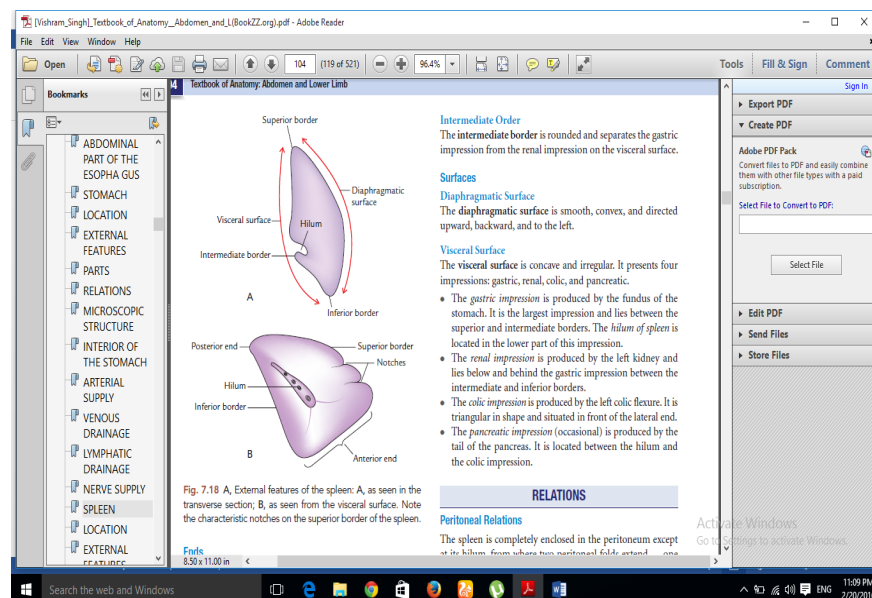 [Vishram_Singh]_Textbook_of_Anatomy__Abdomen_and_L(BookZZ.org).pdf - Adobe Reader
File Edit View Window Help
Open
104 (119 of 521) 96.4%
Tools Fill & Sign Comment
Bookmarks
ABDOMINAL
PART OF THE
ESOPHA GUS
STOMACH
LOCATION
EXTERNAL
FEATURES
PARTS
RELATIONS
MICROSCOPIC
STRUCTURE
INTERIOR OF
THE STOMACH
ARTERIAL
SUPPLY
VENOUS
DRAINAGE
LYMPHATIC
DRAINAGE
NERVE SUPPLY
SPLEEN
LOCATION
EXTERNAL
FEATURES
4 Textbook of Anatomy: Abdomen and Lower Limb
Superior border
Diaphragmatic
surface
Visceral surface
Hilum
Intermediate border
A
Inferior border
Posterior end
Superior border
Notches
Hilum
Inferior border
B
Anterior end
Fig. 7.18 A, External features of the spleen: A, as seen in the
transverse section; B, as seen from the visceral surface. Note
the characteristic notches on the superior border of the spleen.
Ends
8.50 x 11.00 in
Intermediate Order
The intermediate border is rounded and separates the gastric
impression from the renal impression on the visceral surface.
Surfaces
Diaphragmatic Surface
The diaphragmatic surface is smooth, convex, and directed
upward, backward, and to the left.
Visceral Surface
The visceral surface is concave and irregular. It presents four
impressions: gastric, renal, colic, and pancreatic.
• The gastric impression is produced by the fundus of the
stomach. It is the largest impression and lies between the
superior and intermediate borders. The hilum of spleen is
located in the lower part of this impression.
• The renal impression is produced by the left kidney and
lies below and behind the gastric impression between the
intermediate and inferior borders.
• The colic impression is produced by the left colic flexure. It is
triangular in shape and situated in front of the lateral end.
• The pancreatic impression (occasional) is produced by the
tail of the pancreas. It is located between the hilum and
the colic impression.
RELATIONS
Peritoneal Relations
The spleen is completely enclosed in the peritoneum except
at its hilum, from where two peritoneal folds extend — one
Sign In
Export PDF
Create PDF
Adobe PDF Pack
Convert files to PDF and easily combine
them with other file types with a paid
subscription.
Select File to Convert to PDF:
Select File
Edit PDF
Send Files
Store Files
Activate Windows
Go to Settings to activate Windows.
Search the web and Windows
ENG
11:09 PM
2/20/201